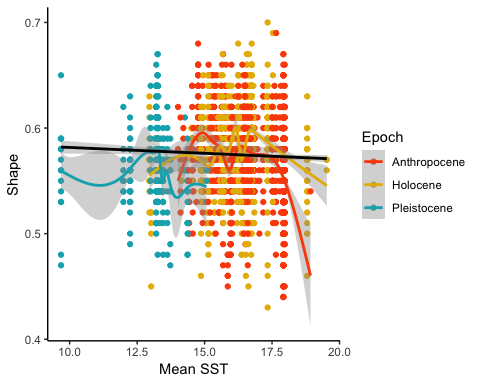 0.7
0.6
0.5
0.4
Shape
10.0 12.5 15.0 17.5 20.0
Mean SST
Epoch
Anthropocene
Holocene
Pleistocene